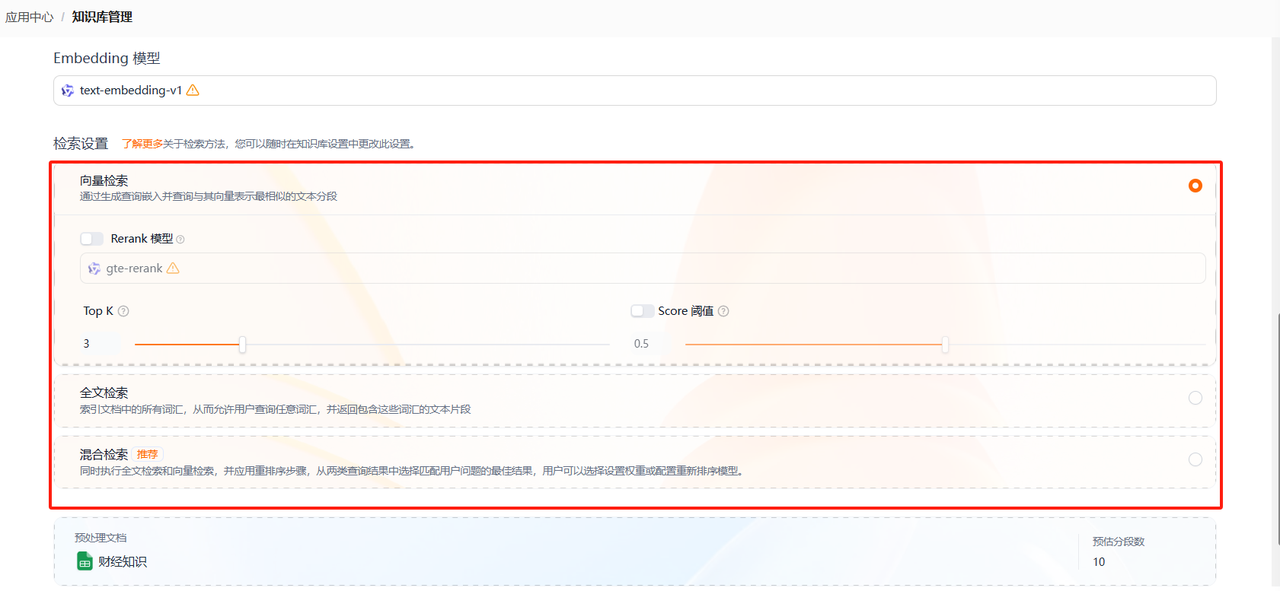 应用中心 / 知识库管理
Embedding 模型
text-embedding-v1
检索设置 了解更多关于检索方法，您可以随时在知识库设置中更改此设置。
向量检索
通过生成查询嵌入并查询与其向量表示最相似的文本分段
Rerank 模型
gte-rerank
Top K Score 阈值
3 0.5
全文检索
索引文档中的所有词汇，从而允许用户查询任意词汇，并返回包含这些词汇的文本片段
混合检索 推荐
同时执行全文检索和向量检索，并应用重排序步骤，从两类查询结果中选择匹配用户问题的最佳结果，用户可以选择设置权重或配置重新排序模型。
预处理文档 预估分段数
财经知识 10